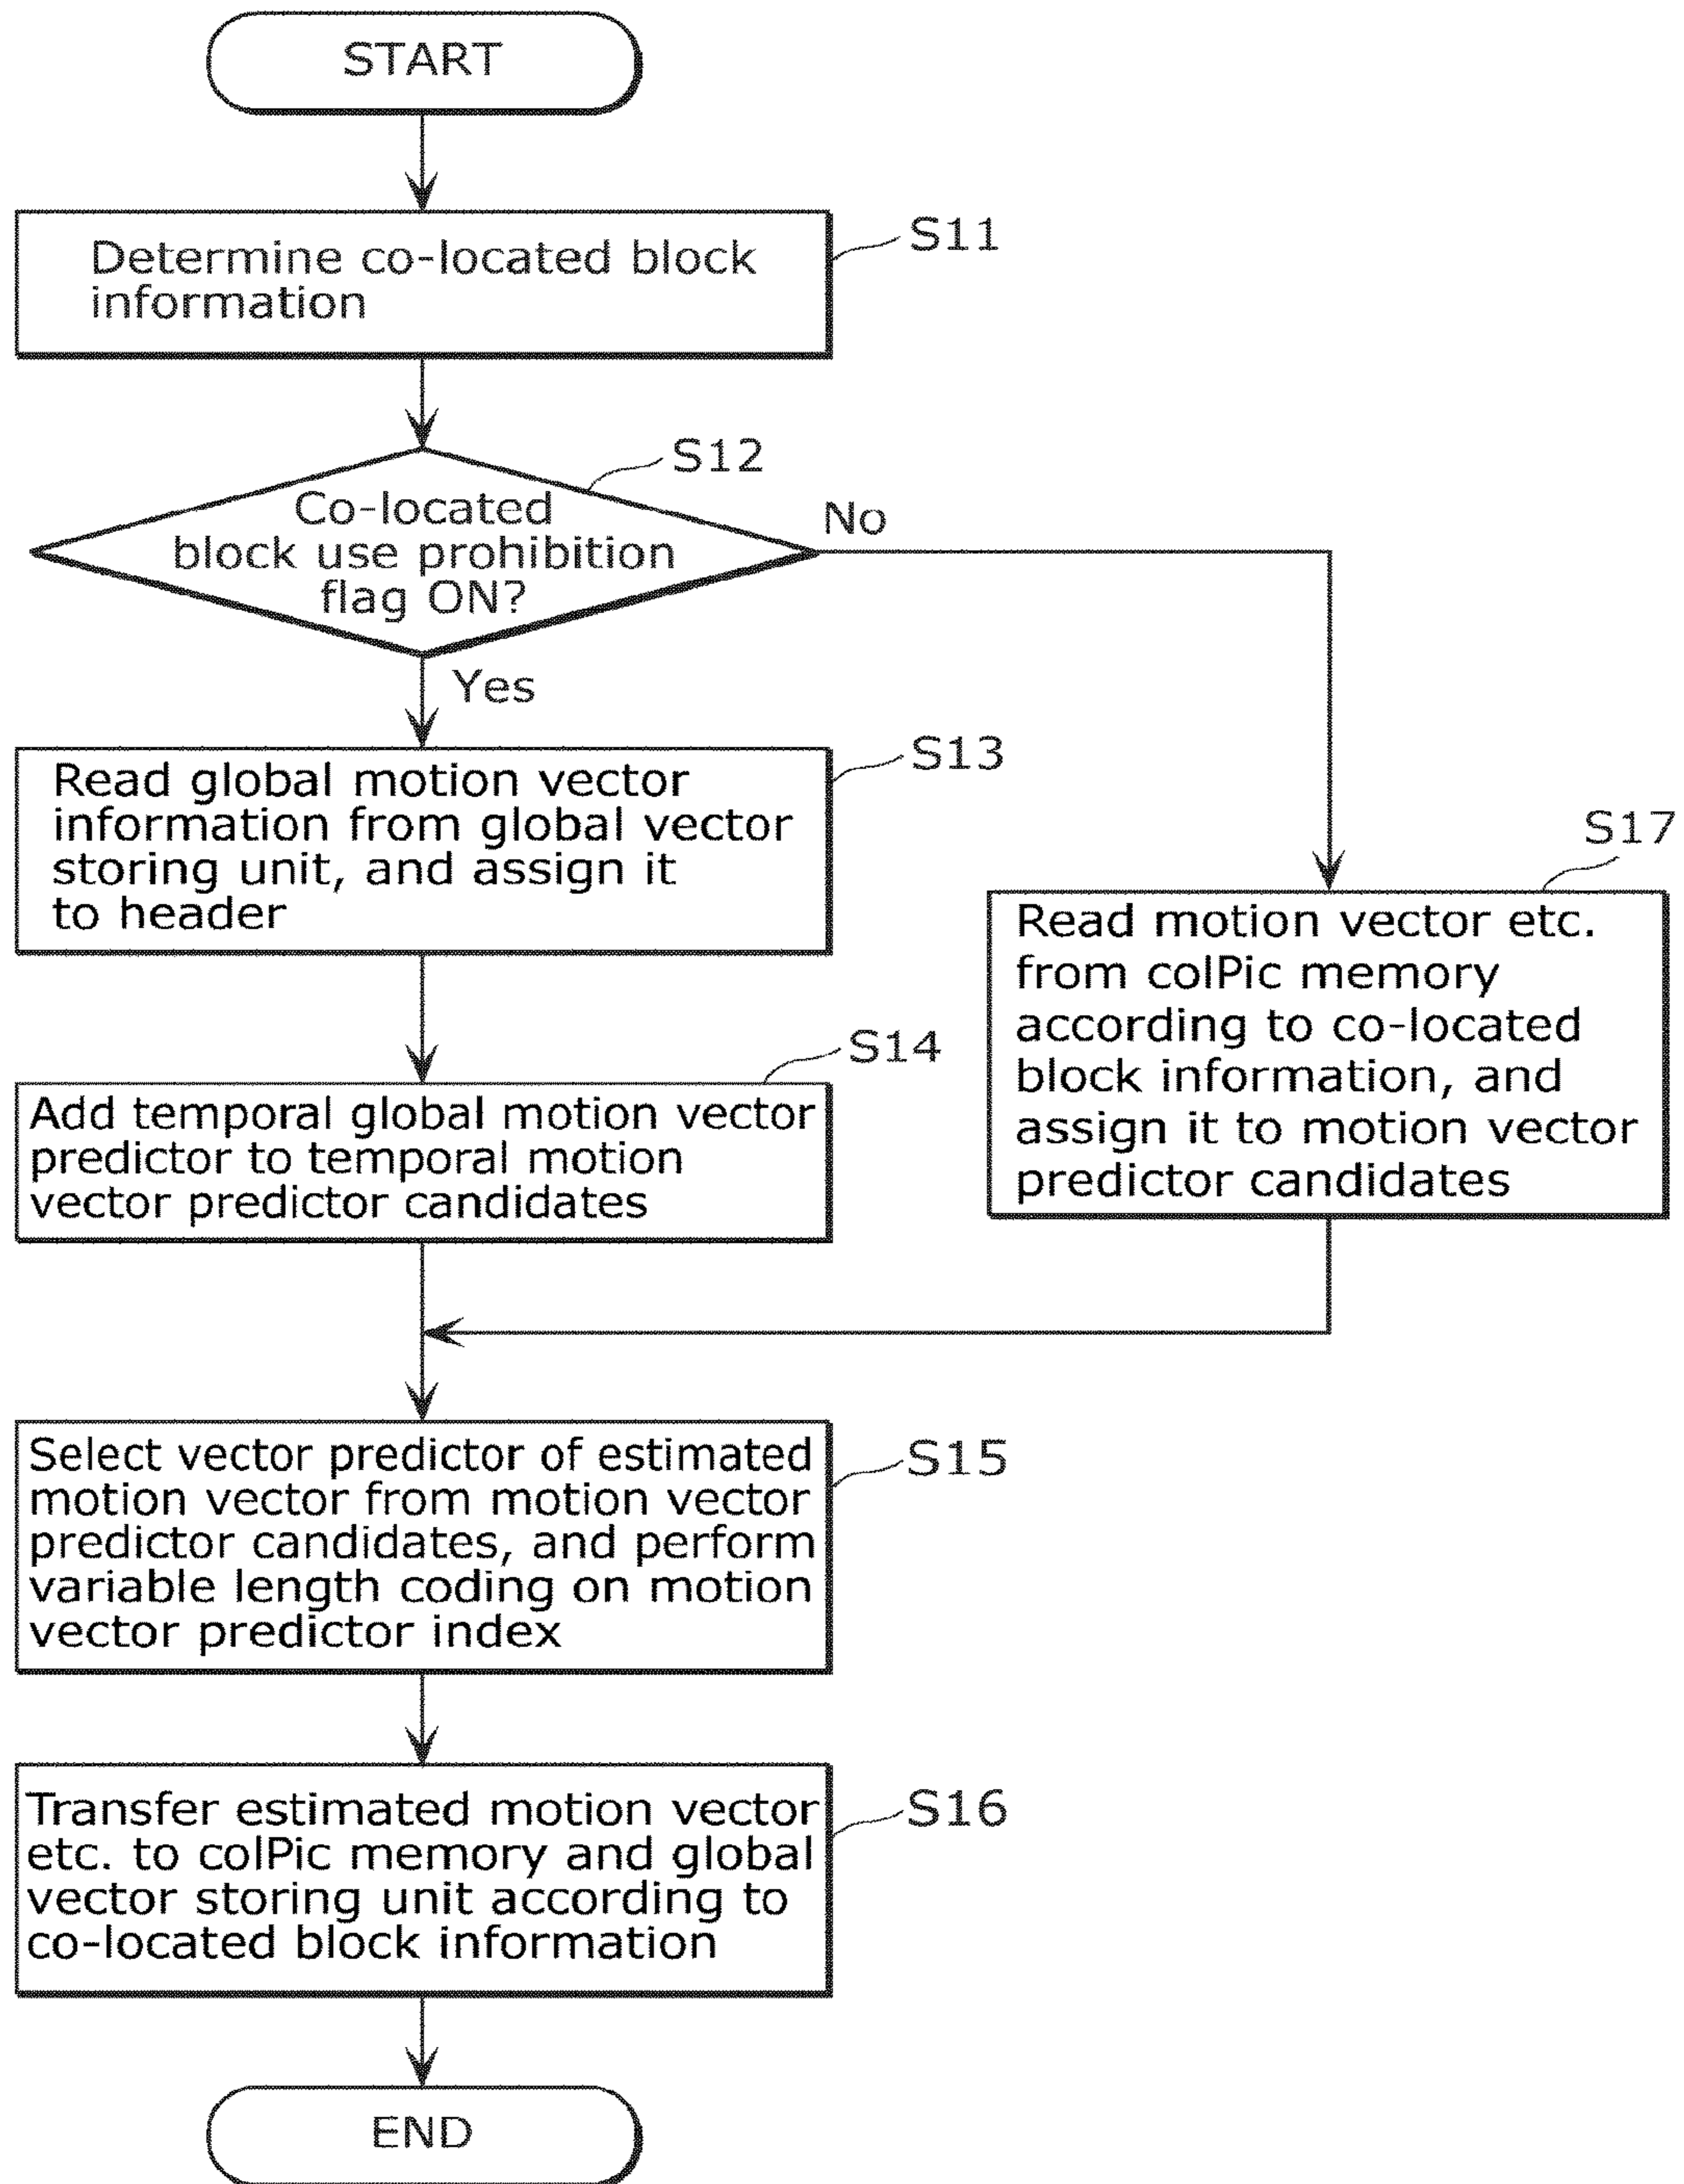 START
S11
Determine co-located block
information
S12
Co-located
block use prohibition
flag ON?
No
Yes
S13
Read global motion vector
information from global vector
storing unit, and assign it
to header
S17
Read motion vector etc.
from colPic memory
according to co-located
block information, and
assign it to motion vector
predictor candidates
S14
Add temporal global motion vector
predictor to temporal motion
vector predictor candidates
S15
Select vector predictor of estimated
motion vector from motion vector
predictor candidates, and perform
variable length coding on motion
vector predictor index
S16
Transfer estimated motion vector
etc. to colPic memory and global
vector storing unit according to
co-located block information
END